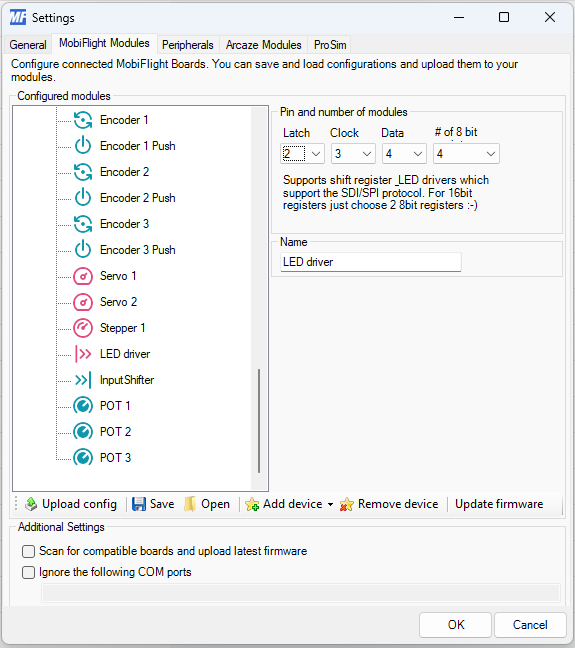 MF Settings
General MobiFlight Modules Peripherals Arcaze Modules ProSim
Configure connected MobiFlight Boards. You can save and load configurations and upload them to your
modules.
Configured modules
Encoder 1
Encoder 1 Push
Encoder 2
Encoder 2 Push
Encoder 3
Encoder 3 Push
Servo 1
Servo 2
Stepper 1
LED driver
InputShifter
POT 1
POT 2
POT 3
Pin and number of modules
Latch Clock Data # of 8 bit
2 3 4 4
Supports shift register _LED drivers which
support the SDI/SPI protocol. For 16bit
registers just choose 2 8bit registers :-)
Name
LED driver
Upload config Save Open Add device Remove device Update firmware
Additional Settings
Scan for compatible boards and upload latest firmware
Ignore the following COM ports
OK Cancel